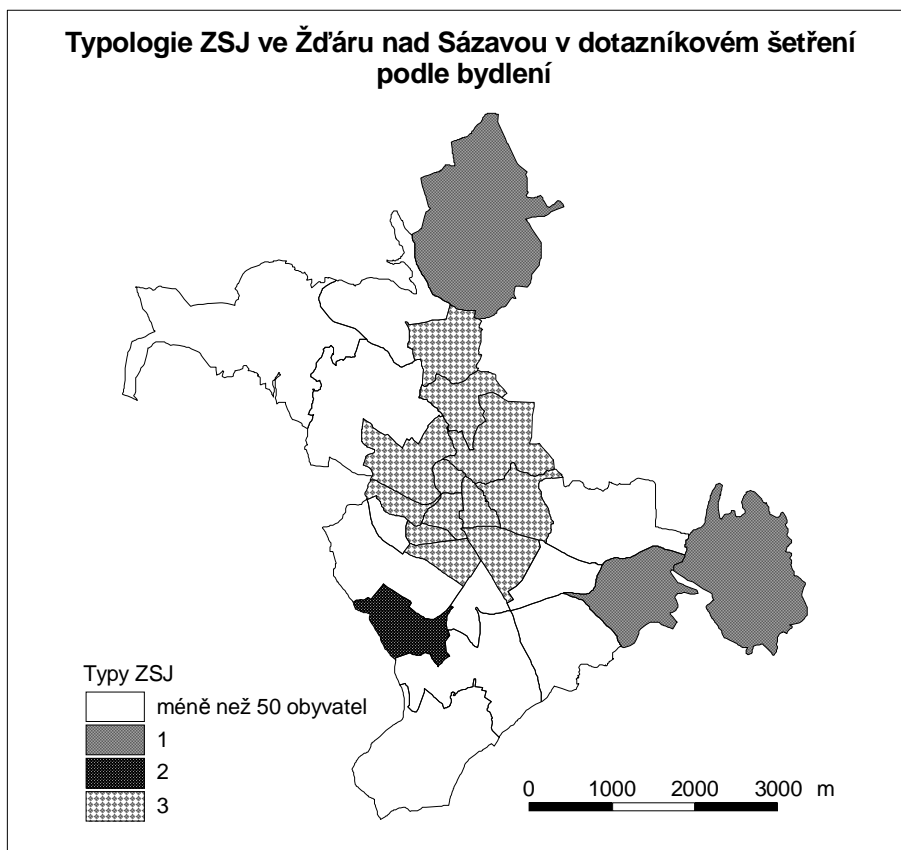 Typologie ZSJ ve Žďáru nad Sázavou v dotazníkovém šetření
podle bydlení
Typy ZSJ
méně než 50 obyvatel
1
2
3
0 1000 2000 3000 m